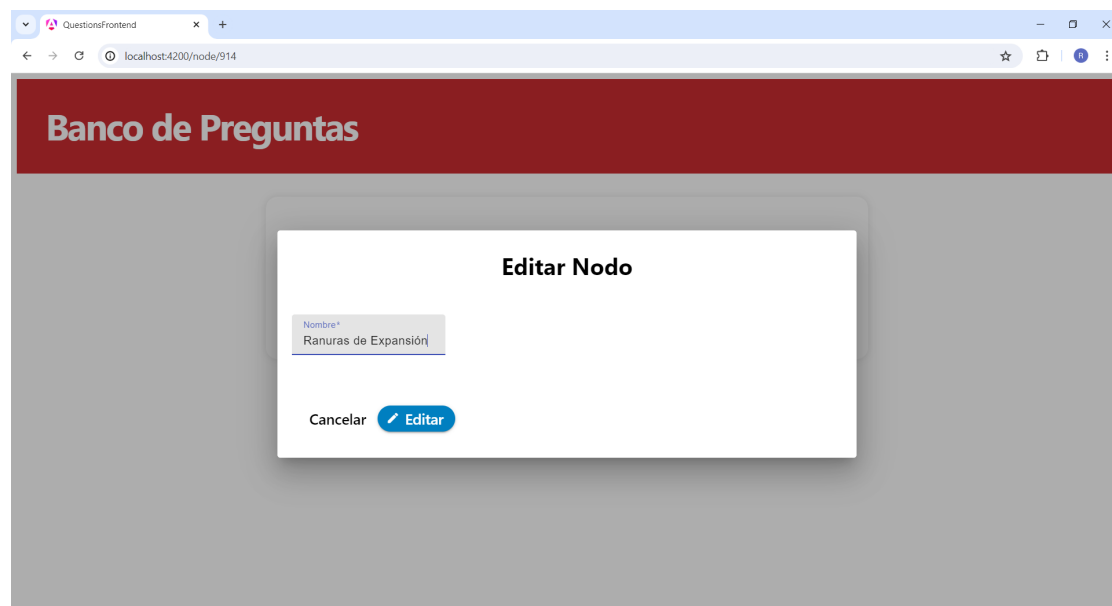 QuestionsFrontend
localhost:4200/node/914
R
Banco de Preguntas
Editar Nodo
Nombre*
Ranuras de Expansión
Cancelar Editar